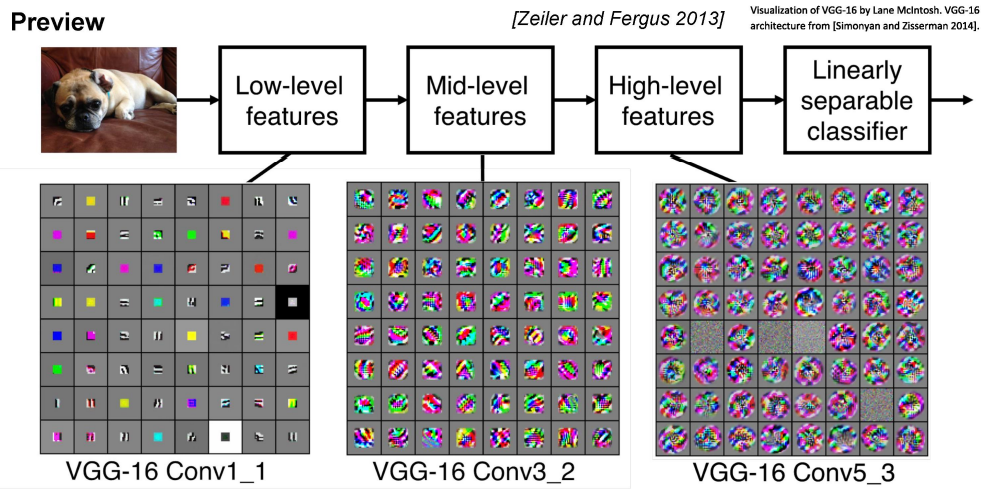 Preview
[Zeiler and Fergus 2013]
Visualization of VGG-16 by Lane McIntosh. VGG-16
architecture from [Simonyan and Zisserman 2014].
Low-level
features
Mid-level
features
High-level
features
Linearly
separable
classifier
VGG-16 Conv1_1
VGG-16 Conv3_2
VGG-16 Conv5_3